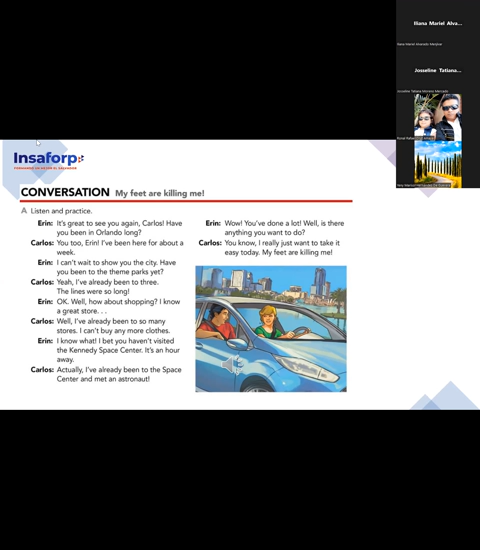 Iliana Mariel Alva...
Josseline Tatiana...
Insaforp
CONVERSATION My feet are killing me!
A Listen and practice.
Erin: It's great to see you again, Carlos! Have
you been in Orlando long?
Carlos: You too, Erin! I've been here for about a
week.
Erin: I can't wait to show you the city. Have
you been to the theme parks yet?
Carlos: Yeah, I've already been to three.
The lines were so long!
Erin: OK. Well, how about shopping? I know
a great store. . .
Carlos: Well, I've already been to so many
stores. I can't buy any more clothes.
Erin: I know what! I bet you haven't visited
the Kennedy Space Center. It's an hour
away.
Carlos: Actually, I've already been to the Space
Center and met an astronaut!
Erin: Wow! You've done a lot! Well, is there
anything you want to do?
Carlos: You know, I really just want to take it
easy today. My feet are killing me!